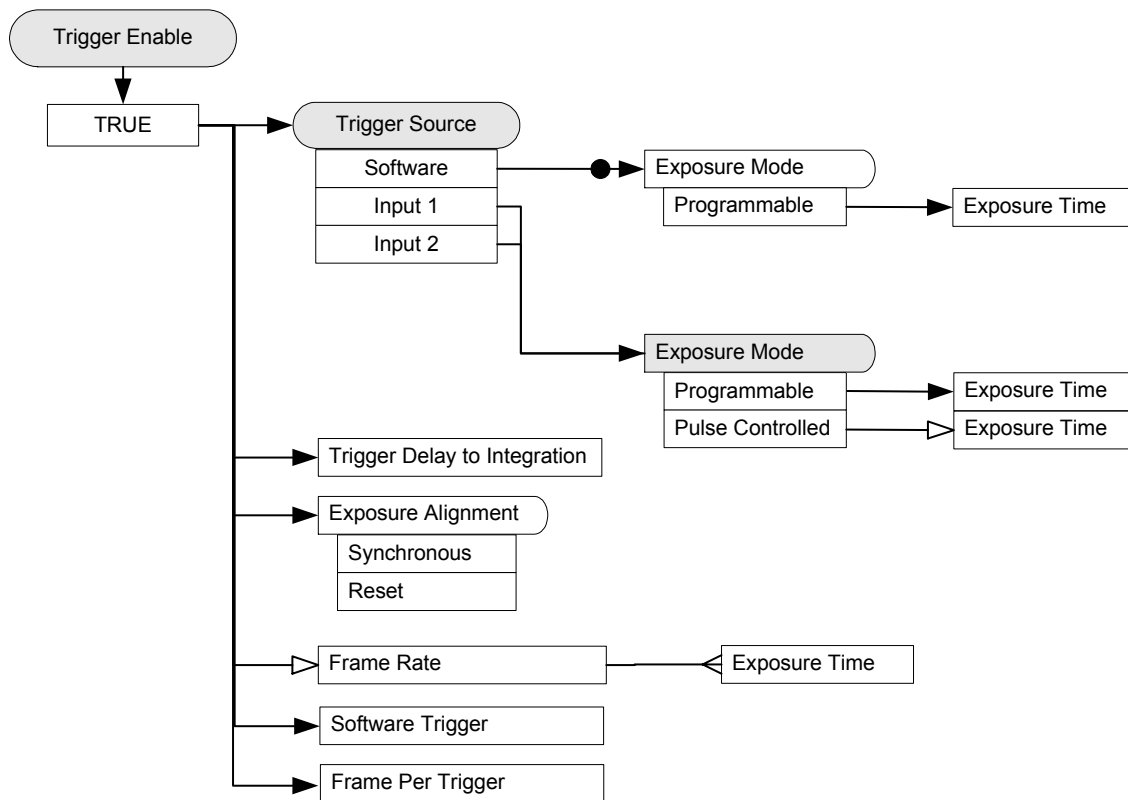 Trigger Enable
TRUE
Trigger Source
Software
Input 1
Input 2
Exposure Mode
Programmable
Exposure Time
Exposure Mode
Programmable
Exposure Time
Pulse Controlled
Exposure Time
Trigger Delay to Integration
Exposure Alignment
Synchronous
Reset
Frame Rate
Exposure Time
Software Trigger
Frame Per Trigger